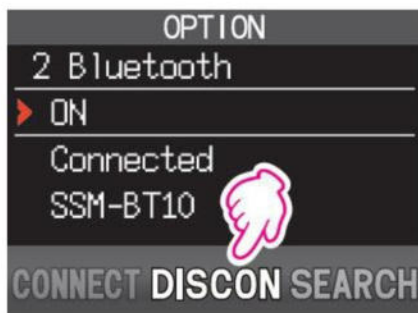 OPTION
2 Bluetooth
ON
Connected
SSM-BT10
CONNECT DISCON SEARCH